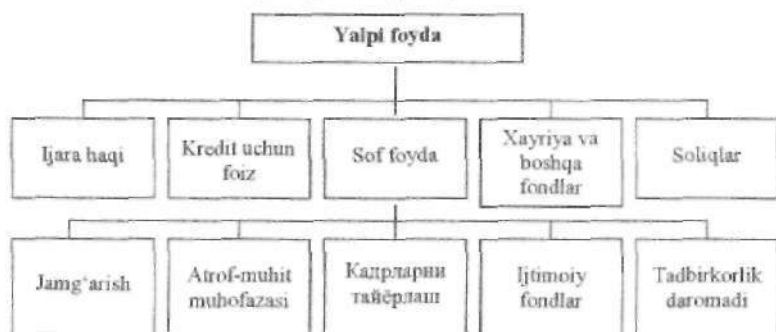 Yalpi foyda
Ijara haqi
Kredit uchun
foiz
Sof foyda
Xayriya va
boshqa
fondlar
Soliqlar
Jamg‘arish
Atrof-muhit
muhofazasi
Кадрларни
тайёрлаш
Ijtimoiy
fondlar
Tadbirkorlik
daromadi